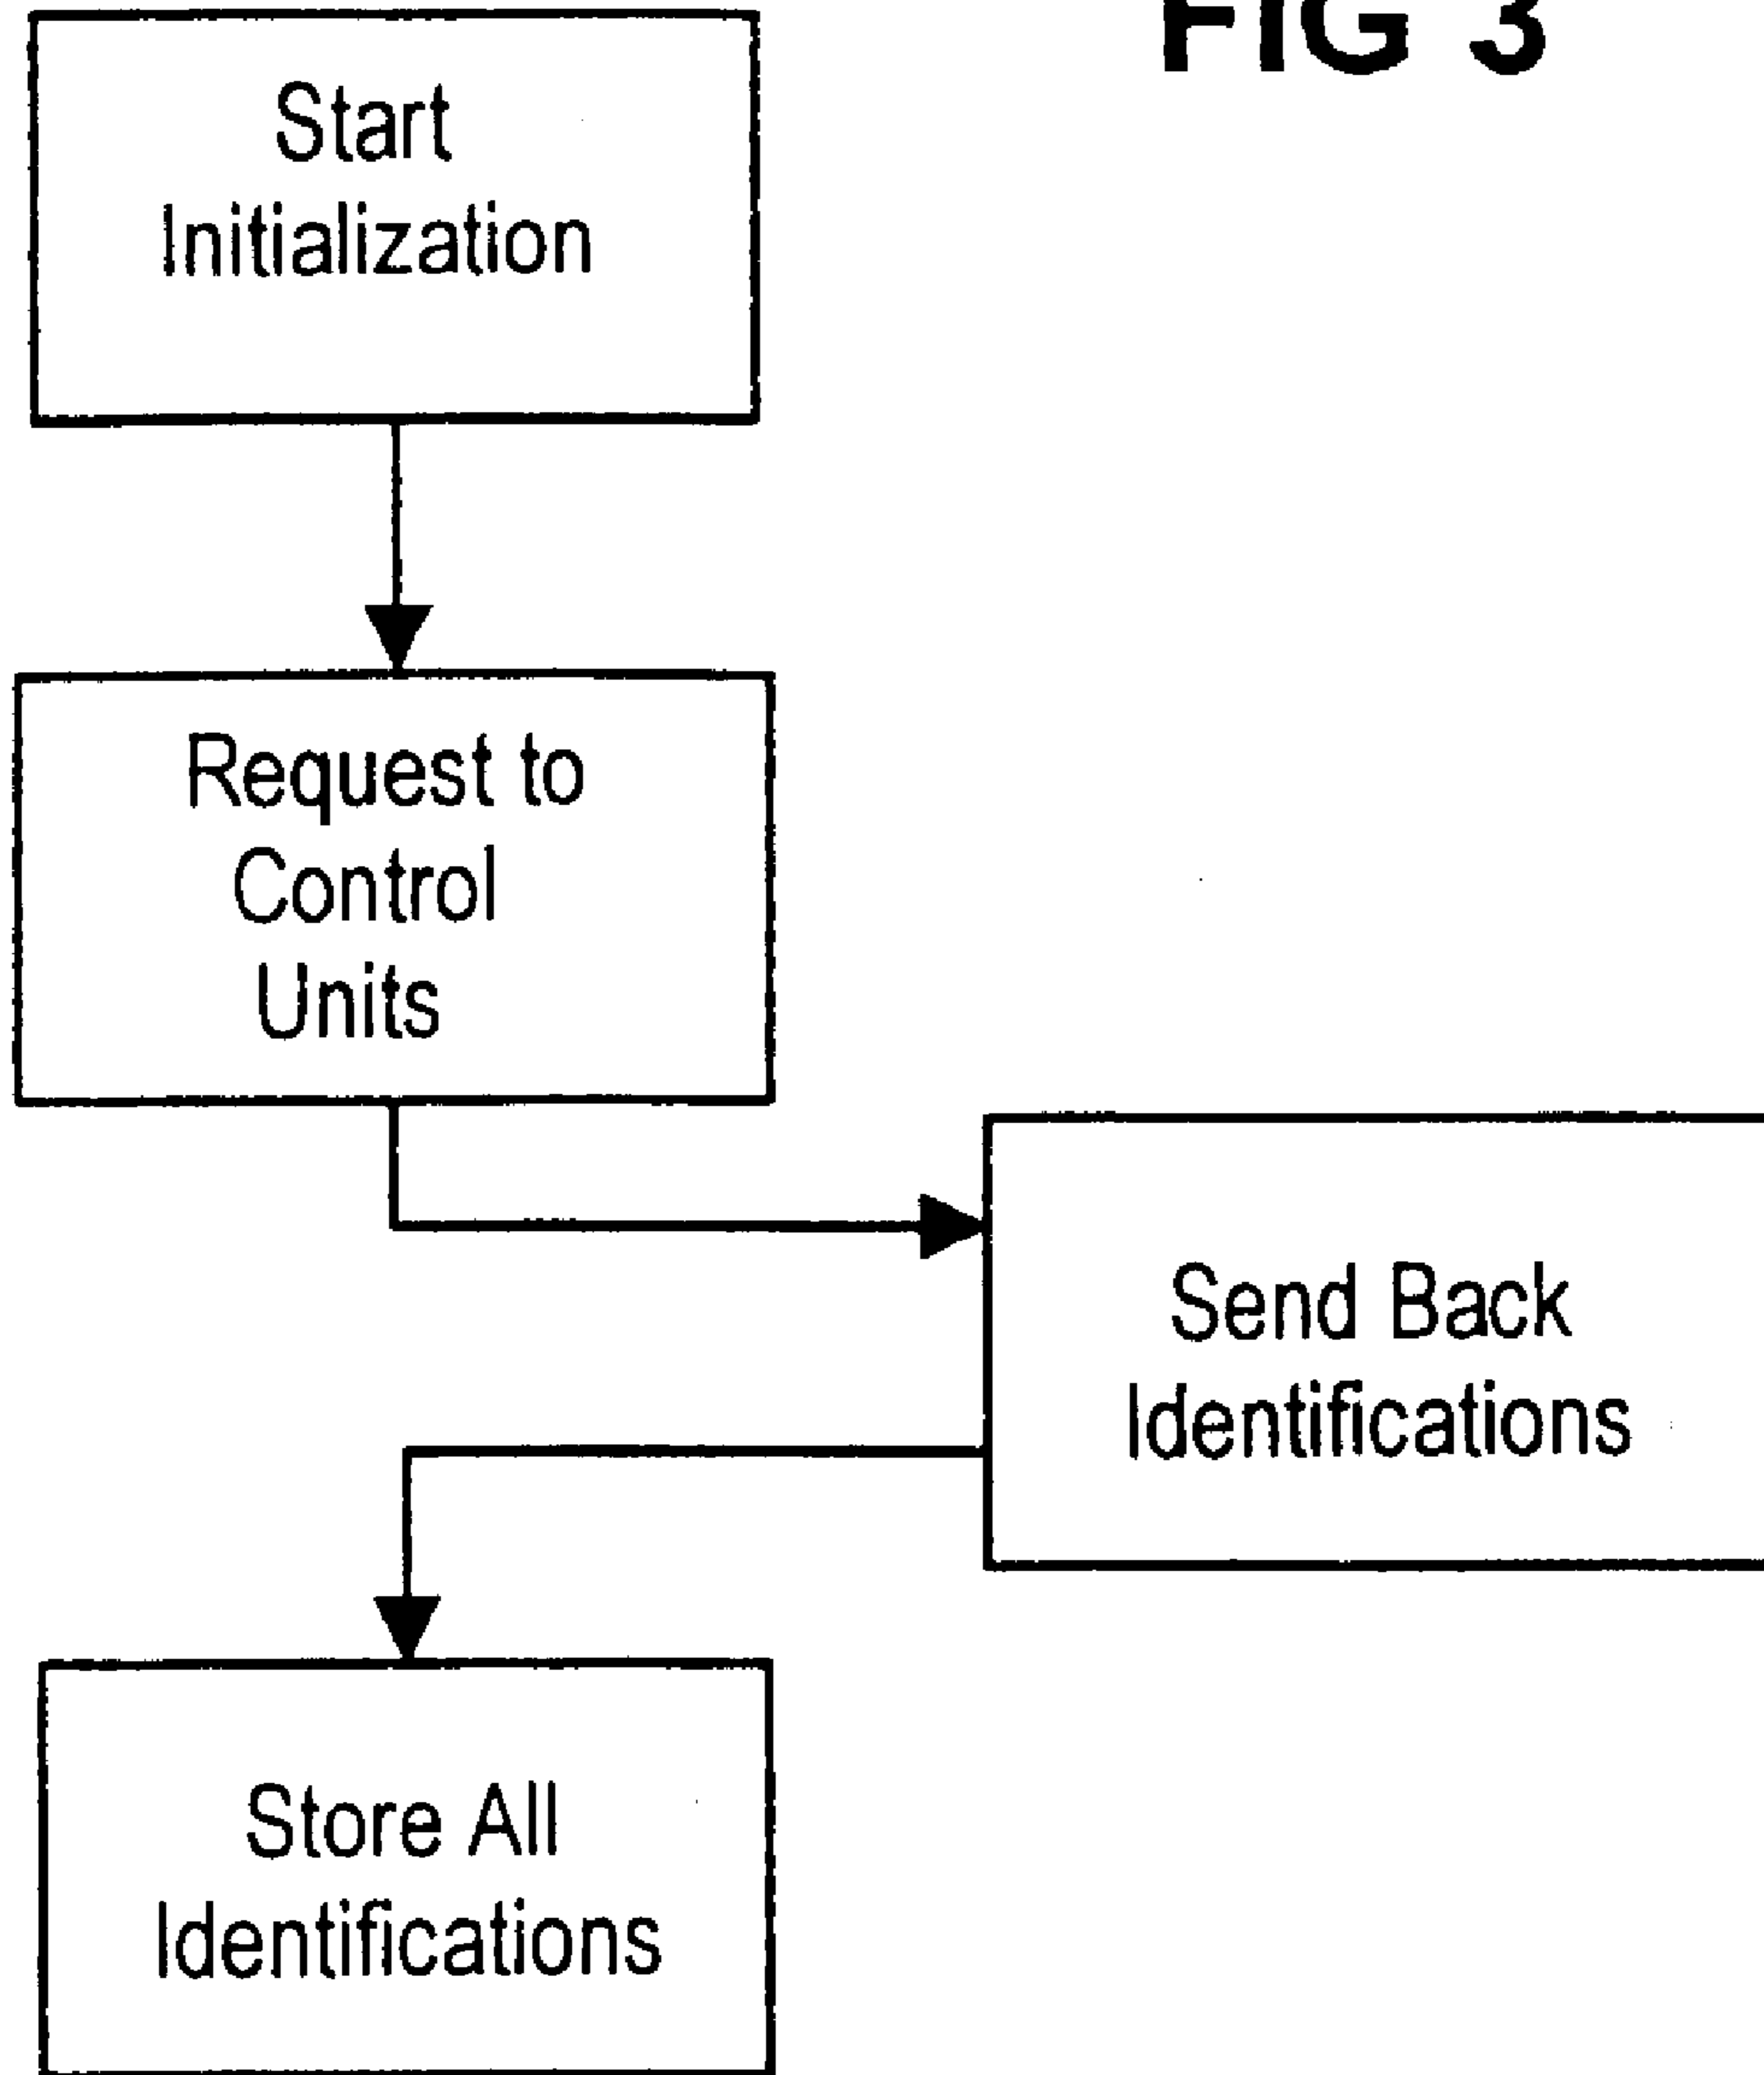 FIG 3
Start
Initialization
Request to
Control
Units
Send Back
Identifications
Store All
Identifications